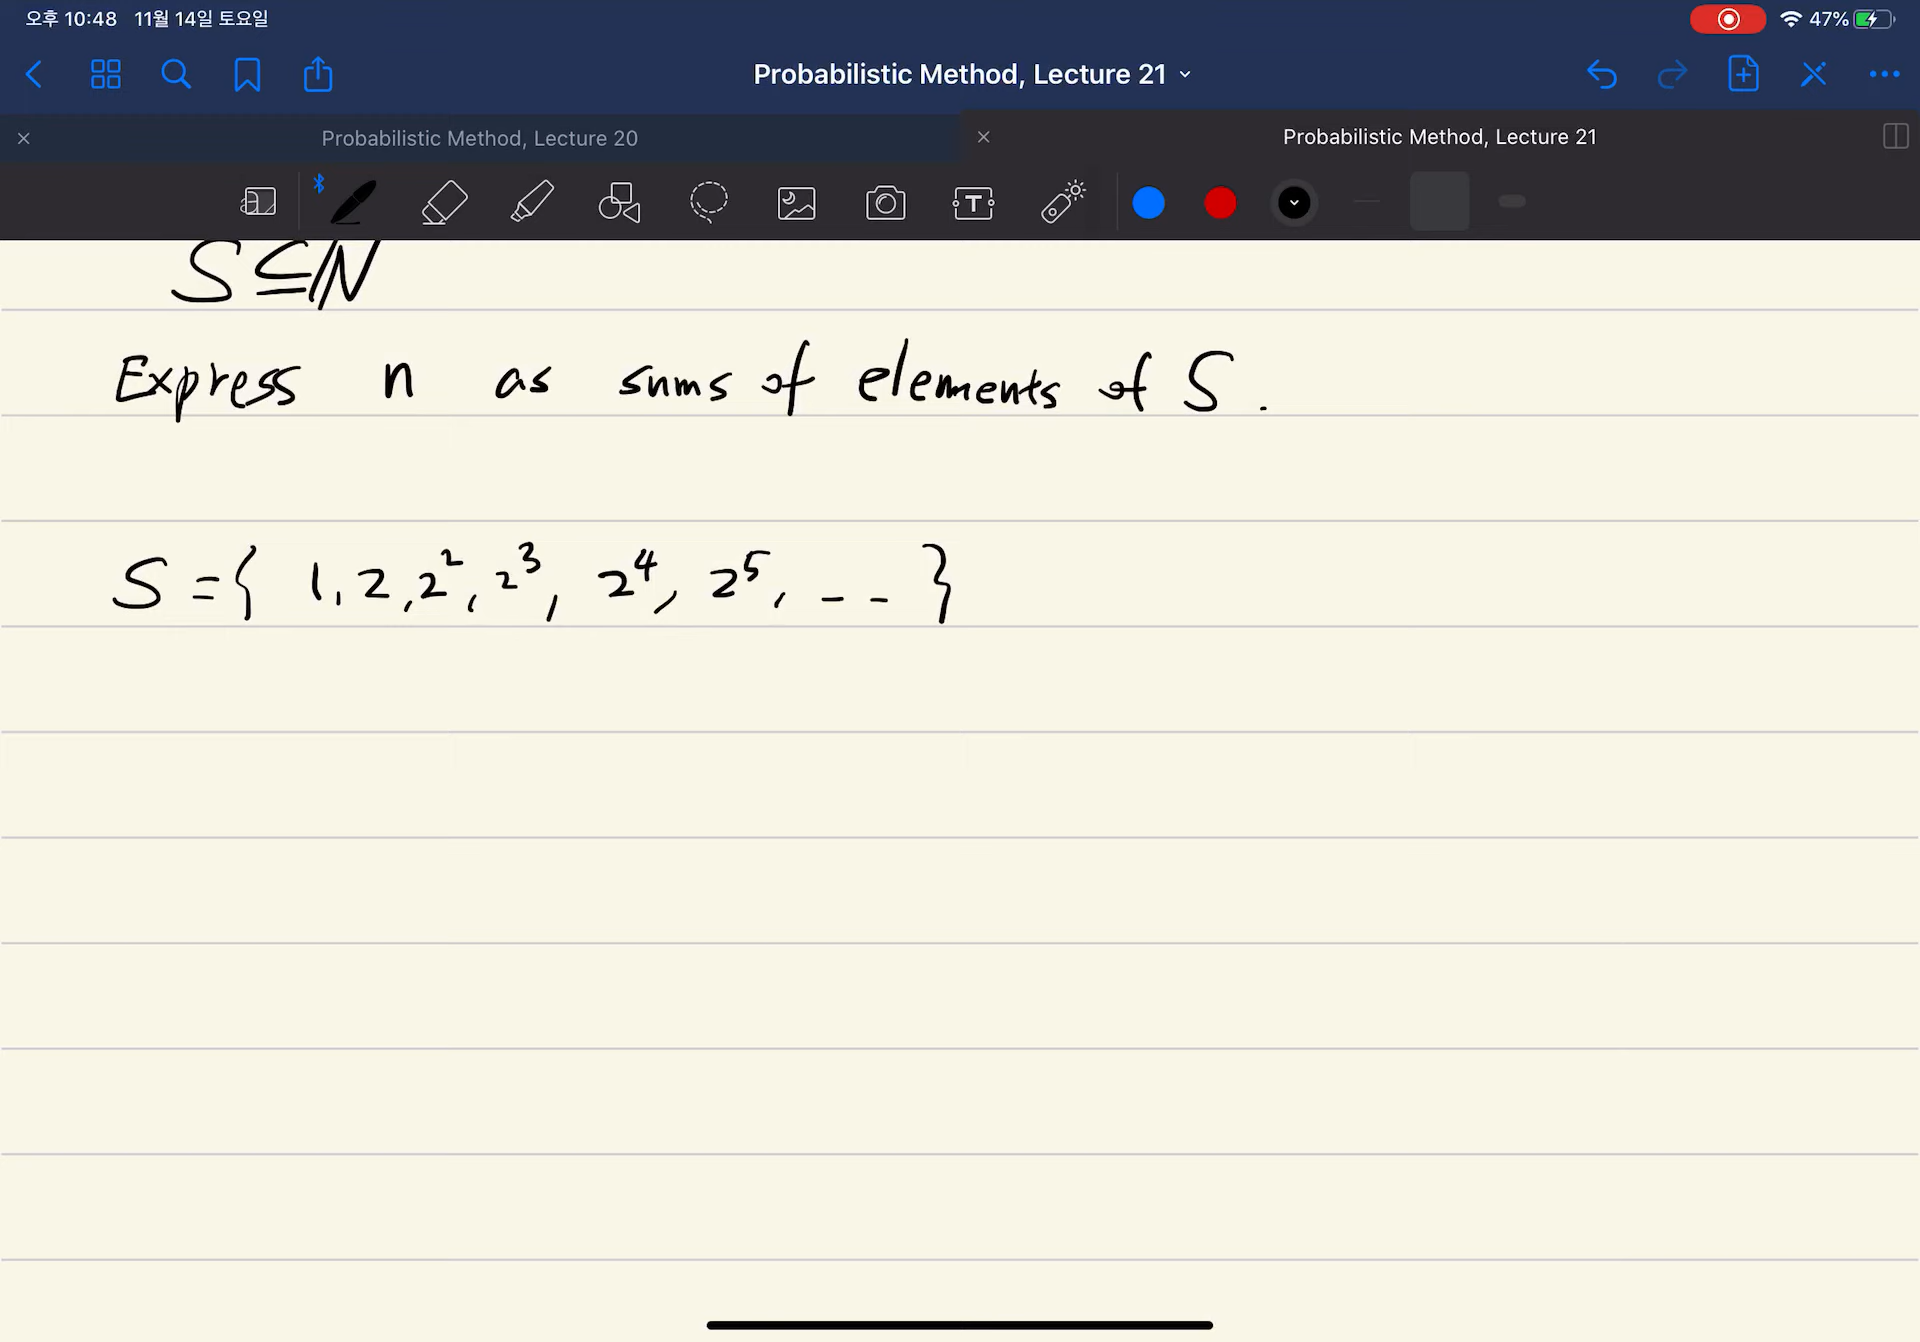 오후 10:48 11월 14일 토요일 47%
Probabilistic Method, Lecture 21
Probabilistic Method, Lecture 20 Probabilistic Method, Lecture 21
S ⊆ ℕ
Express n as sums of elements of S.
S = { 1, 2, 2², 2³, 2⁴, 2⁵, -- }